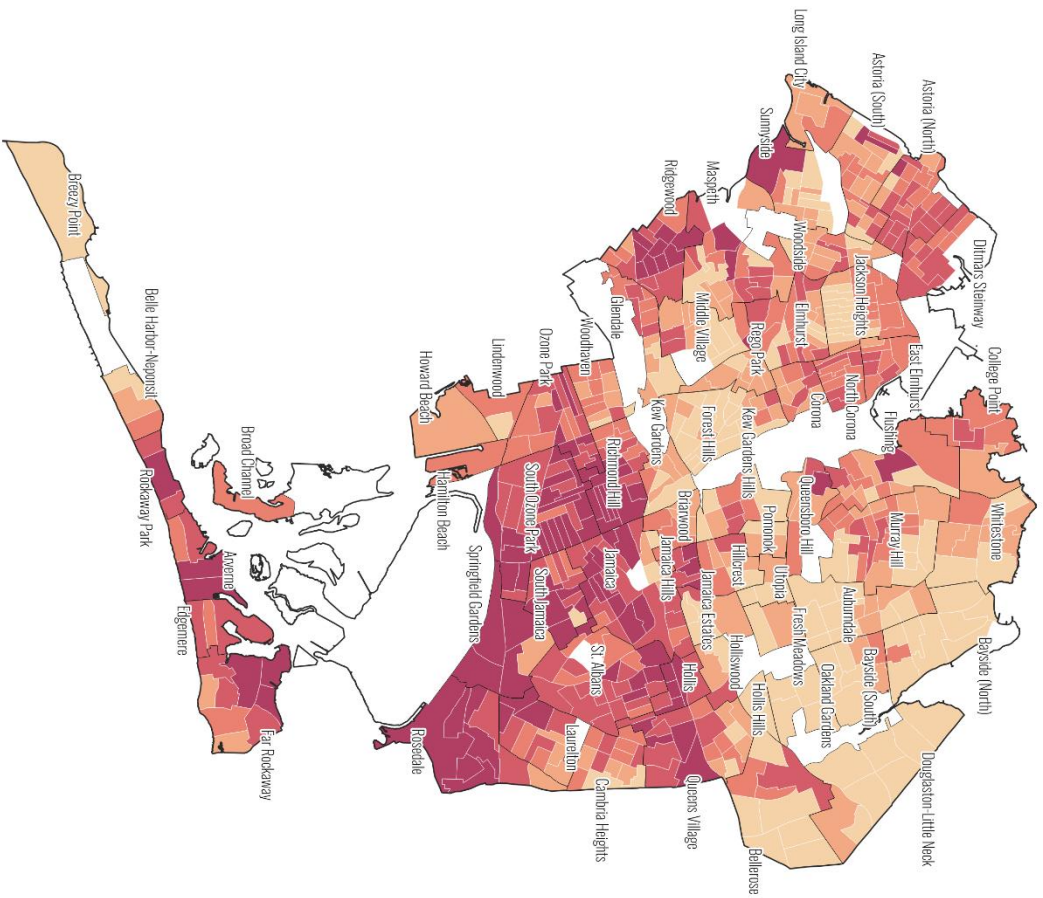 College Point
Whitestone
Bayside (North)
Ditmars Steinway
Astoria (North)
Douglaston-Little Neck
East Elmhurst
Murray Hill
Flushing
Astoria (South)
Bayside (South)
Jackson Heights
North Corona
Auburndale
Oakland Gardens
Corona
Queensboro Hill
Elmhurst
Long Island City
Woodside
Fresh Meadows
Utopia
Pomonok
Sunnyside
Rego Park
Hollis Hills
Bellerose
Kew Gardens Hills
Hillcrest
Holliswood
Maspeth
Forest Hills
Jamaica Estates
Middle Village
Hollis
Queens Village
Briarwood
Ridgewood
Jamaica Hills
Kew Gardens
Glendale
Richmond Hill
Jamaica
Cambria Heights
St. Albans
Woodhaven
Laurelton
Ozone Park
South Jamaica
South Ozone Park
Lindenwood
Springfield Gardens
Hamilton Beach
Howard Beach
Rosedale
Far Rockaway
Broad Channel
Arverne
Edgemere
Belle Harbor-Neponsit
Rockaway Park
Breezy Point